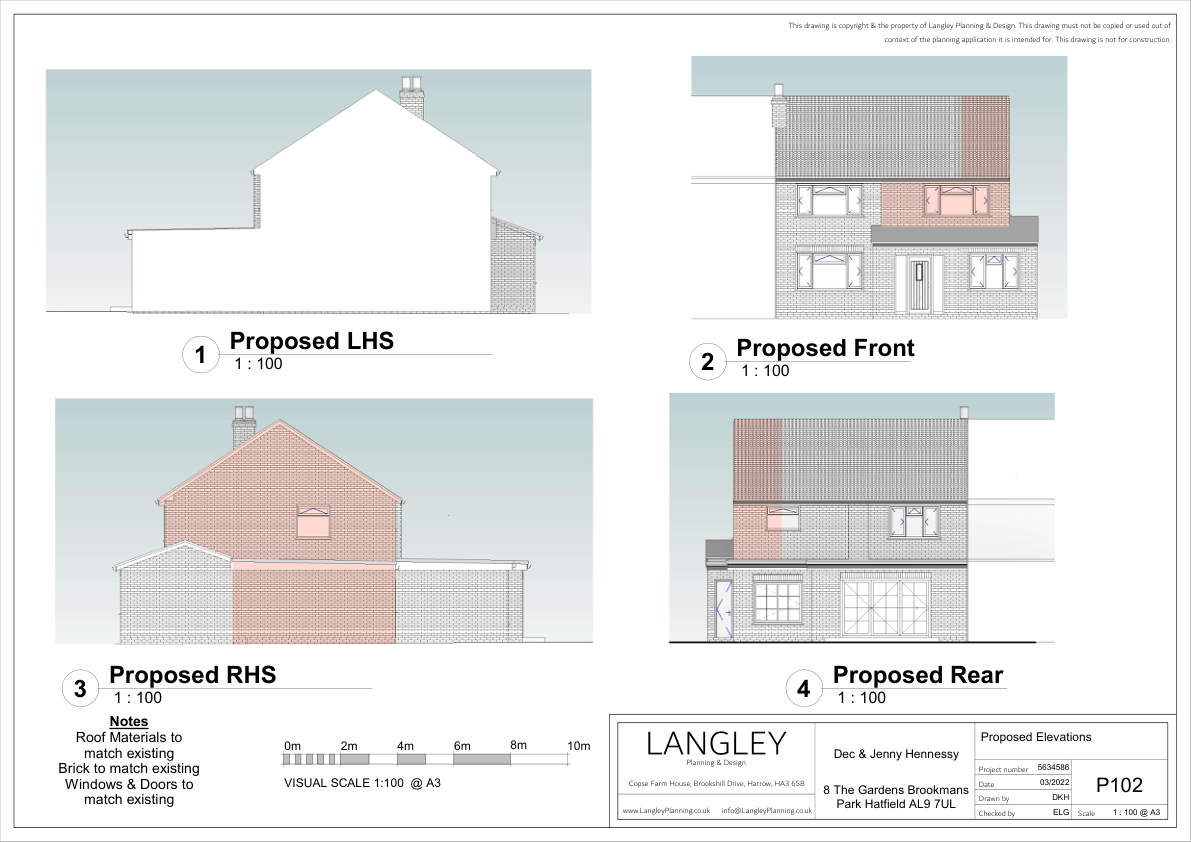 This drawing is copyright & the property of Langley Planning & Design. This drawing must not be copied or used out of
context of the planning application it is intended for. This drawing is not for construction.
1
Proposed LHS
1 : 100
2
Proposed Front
1 : 100
3
Proposed RHS
1 : 100
4
Proposed Rear
1 : 100
Notes
Roof Materials to
match existing
Brick to match existing
Windows & Doors to
match existing
0m 2m 4m 6m 8m 10m
VISUAL SCALE 1:100 @ A3
LANGLEY
Planning & Design
Copse Farm House, Brookshill Drive, Harrow, HA3 6SB
www.LangleyPlanning.co.uk info@LangleyPlanning.co.uk
Dec & Jenny Hennessy
8 The Gardens Brookmans
Park Hatfield AL9 7UL
Proposed Elevations
Project number 5634586
Date 03/2022
Drawn by DKH
Checked by ELG
P102
Scale 1 : 100 @ A3